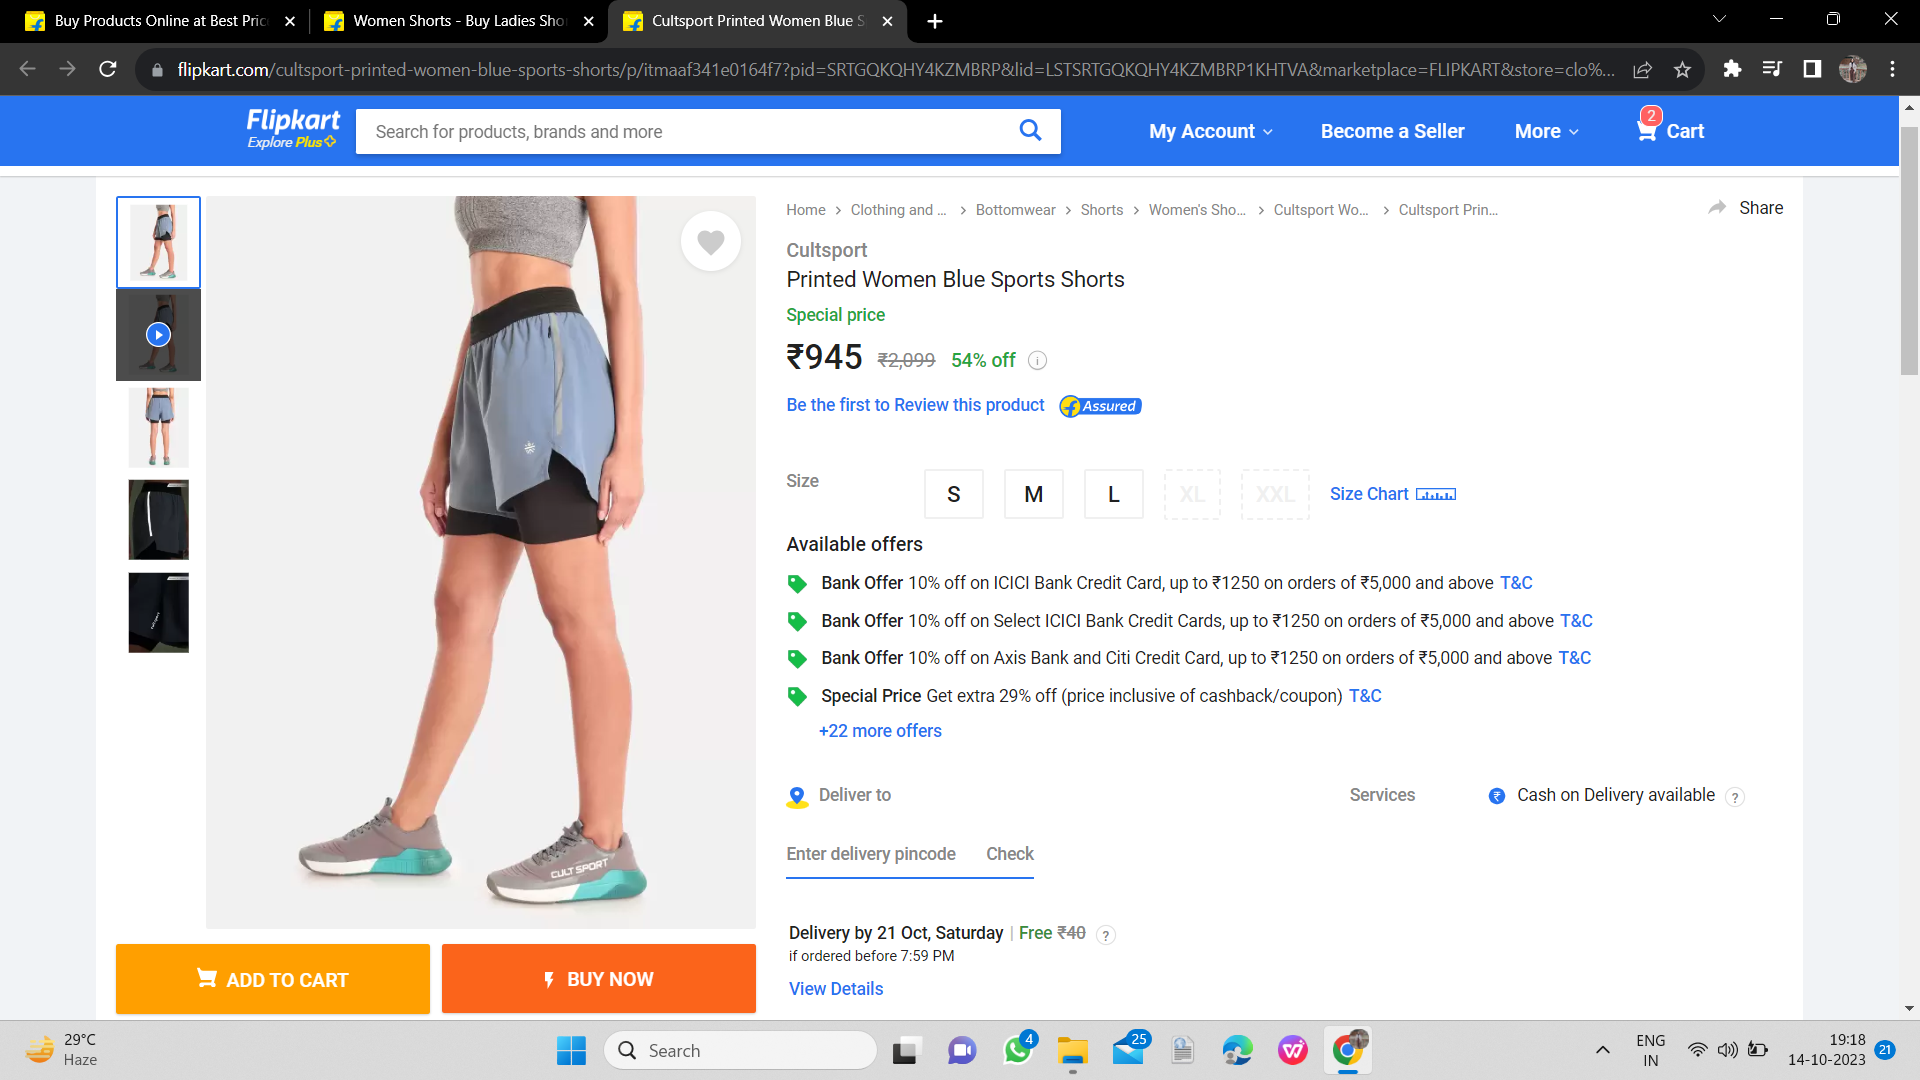 Buy Products Online at Best Pric
Women Shorts - Buy Ladies Sho
Cultsport Printed Women Blue S
flipkart.com/cultsport-printed-women-blue-sports-shorts/p/itmaaf341e0164f7?pid=SRTGQKQHY4KZMBRP&lid=LSTSRTGQKQHY4KZMBRP1KHTVA&marketplace=FLIPKART&store=clo%...
Flipkart
Explore Plus
Search for products, brands and more
My Account
Become a Seller
More
2
Cart
Home > Clothing and ... > Bottomwear > Shorts > Women's Sho... > Cultsport Wo... > Cultsport Prin...
Share
Cultsport
Printed Women Blue Sports Shorts
Special price
₹945 ₹2,099 54% off
Be the first to Review this product
Assured
Size
S
M
L
XL
XXL
Size Chart
Available offers
Bank Offer 10% off on ICICI Bank Credit Card, up to ₹1250 on orders of ₹5,000 and above T&C
Bank Offer 10% off on Select ICICI Bank Credit Cards, up to ₹1250 on orders of ₹5,000 and above T&C
Bank Offer 10% off on Axis Bank and Citi Credit Card, up to ₹1250 on orders of ₹5,000 and above T&C
Special Price Get extra 29% off (price inclusive of cashback/coupon) T&C
+22 more offers
Deliver to
Services
₹ Cash on Delivery available ?
Enter delivery pincode
Check
CULT SPORT
Delivery by 21 Oct, Saturday | Free ₹40 ?
if ordered before 7:59 PM
View Details
ADD TO CART
BUY NOW
29°C
Haze
Search
4
25
ENG
IN
19:18
14-10-2023
21